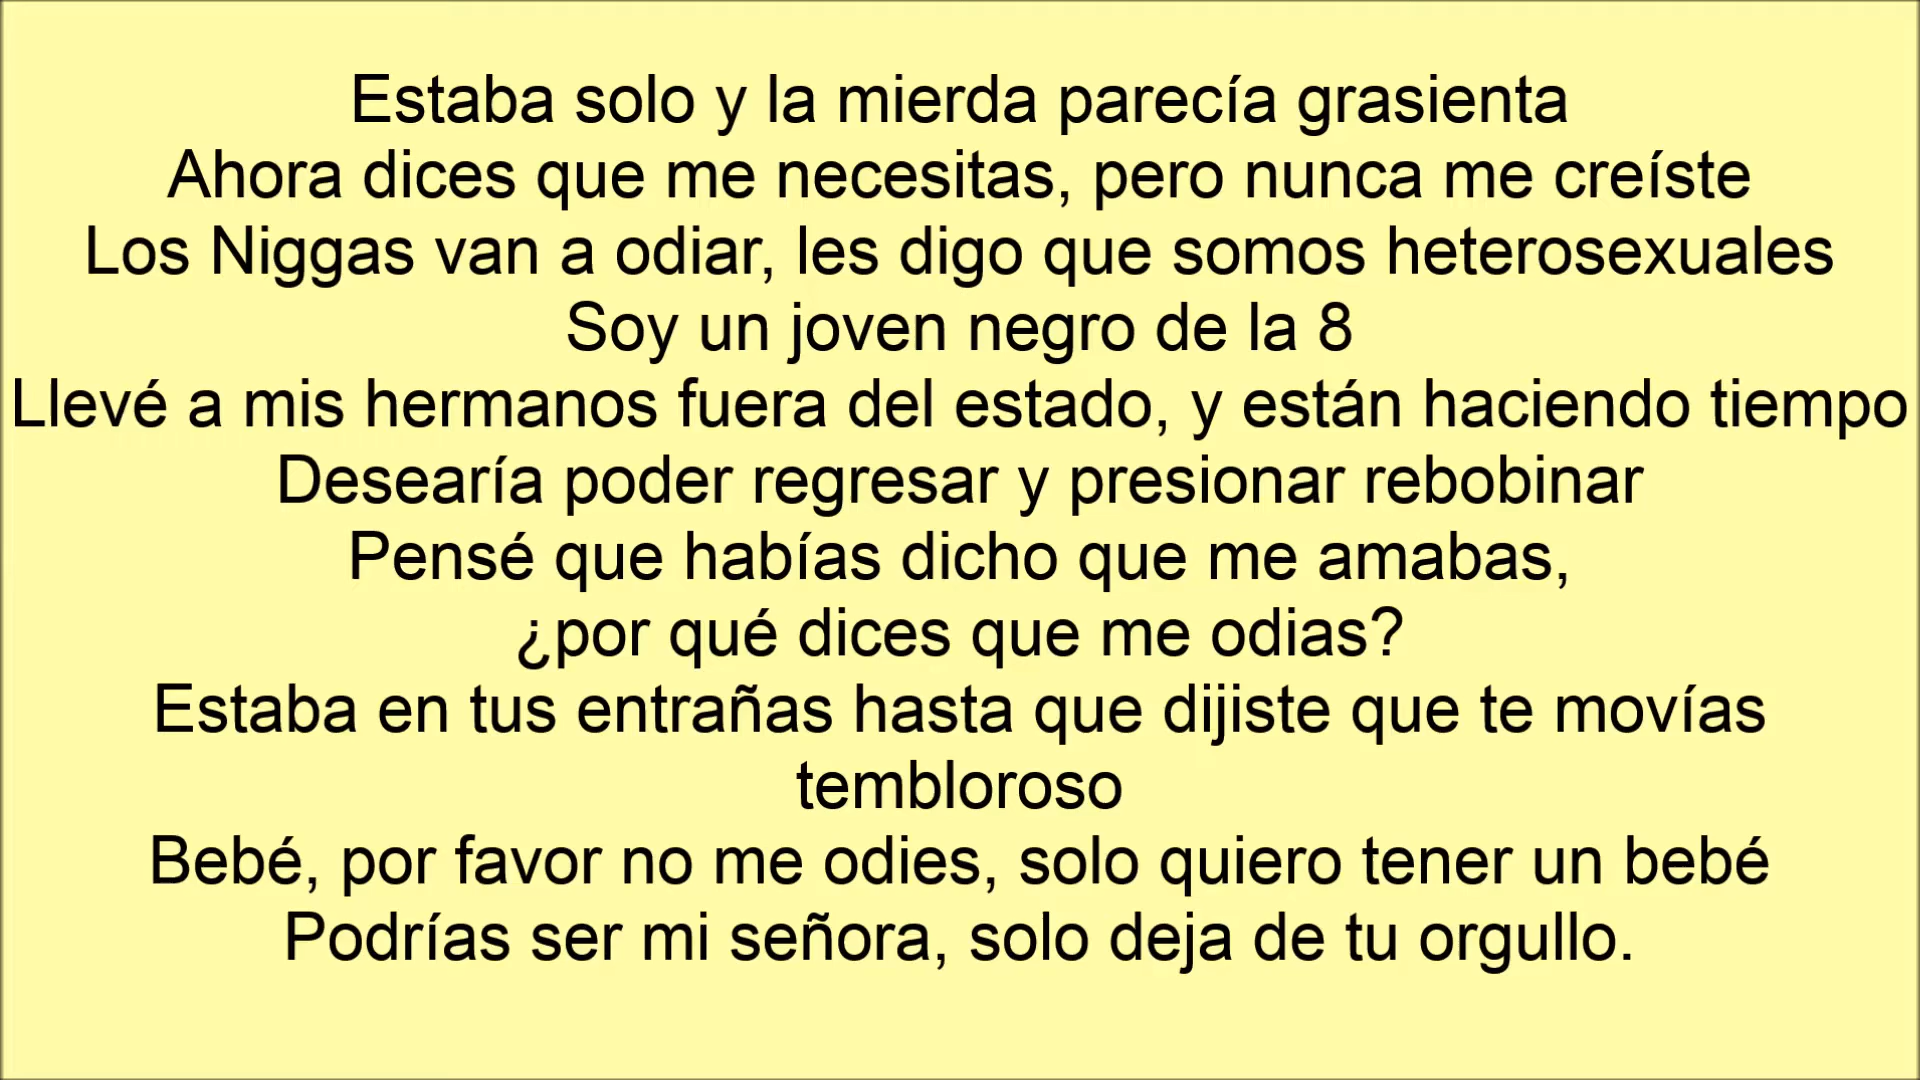 Estaba solo y la mierda parecía grasienta
Ahora dices que me necesitas, pero nunca me creíste
Los Niggas van a odiar, les digo que somos heterosexuales
Soy un joven negro de la 8
Llevé a mis hermanos fuera del estado, y están haciendo tiempo
Desearía poder regresar y presionar rebobinar
Pensé que habías dicho que me amabas,
¿por qué dices que me odias?
Estaba en tus entrañas hasta que dijiste que te movías
tembloroso
Bebé, por favor no me odies, solo quiero tener un bebé
Podrías ser mi señora, solo deja de tu orgullo.